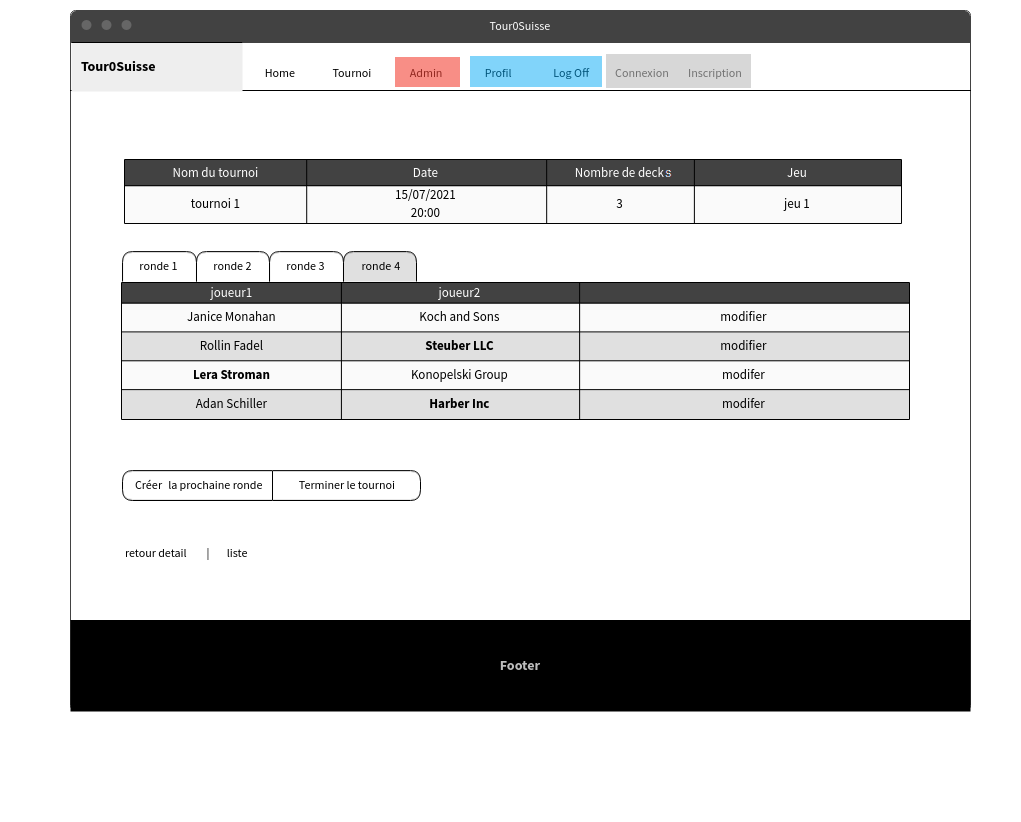 Tour0Suisse
Tour0Suisse
Home Tournoi Admin Profil Log Off Connexion Inscription
Nom du tournoi Date Nombre de decks Jeu
tournoi 1 15/07/2021 3 jeu 1
20:00
ronde 1 ronde 2 ronde 3 ronde 4
joueur1 joueur2
Janice Monahan Koch and Sons modifier
Rollin Fadel Steuber LLC modifier
Lera Stroman Konopelski Group modifer
Adan Schiller Harber Inc modifer
Créer la prochaine ronde Terminer le tournoi
retour detail | liste
Footer